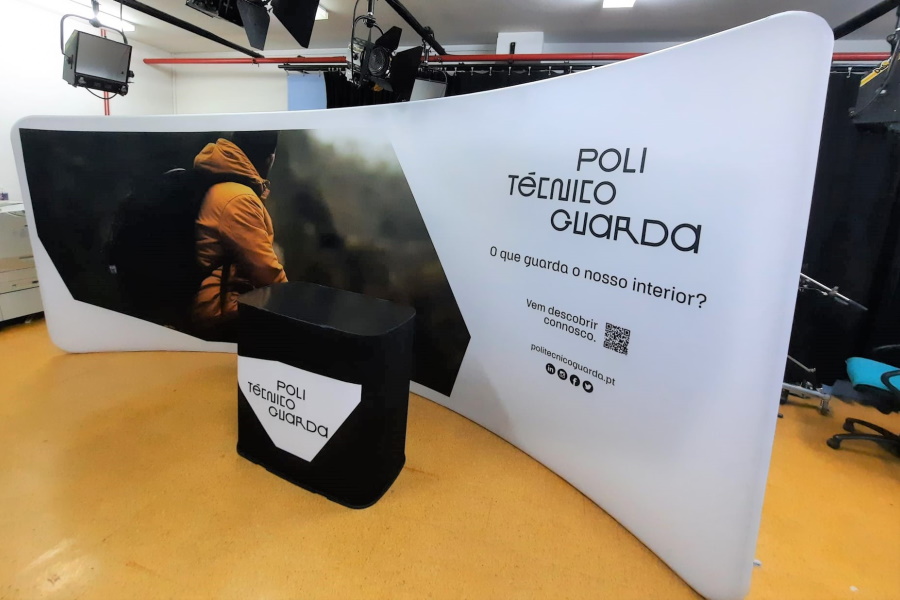 POLI
TÉCNICO
GUARDA
O que guarda o nosso interior?
Vem descobrir
connosco.
politecnicoguarda.pt
POLI
TÉCNICO
GUARDA